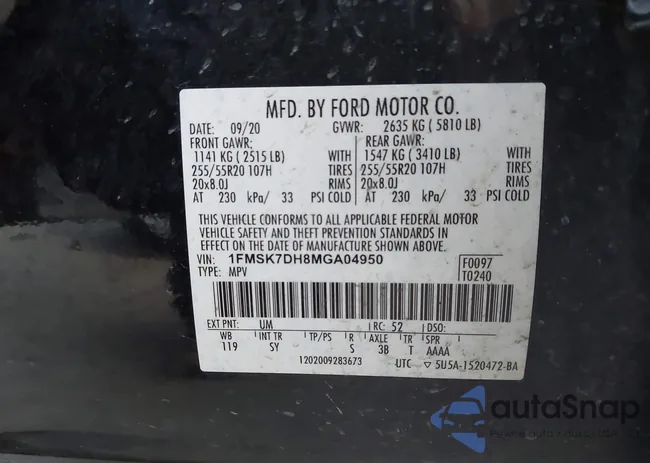 MFD. BY FORD MOTOR CO.
DATE: 09/20 GVWR: 2635 KG ( 5810 LB)
FRONT GAWR: REAR GAWR:
1141 KG ( 2515 LB) WITH 1547 KG ( 3410 LB) WITH
255/55R20 107H TIRES 255/55R20 107H TIRES
20x8.0J RIMS 20x8.0J RIMS
AT 230 kPa/ 33 PSI COLD AT 230 kPa/ 33 PSI COLD
THIS VEHICLE CONFORMS TO ALL APPLICABLE FEDERAL MOTOR
VEHICLE SAFETY AND THEFT PREVENTION STANDARDS IN
EFFECT ON THE DATE OF MANUFACTURE SHOWN ABOVE.
VIN: 1FMSK7DH8MGA04950 F0097
TYPE: MPV T0240
EXT PNT: UM RC: 52 DSO:
WB INT TR TP/PS R AXLE TR SPR
119 SY S 3B T AAAA
1202009283673 UTC ▽ 5U5A-1520472-BA
autoSnap